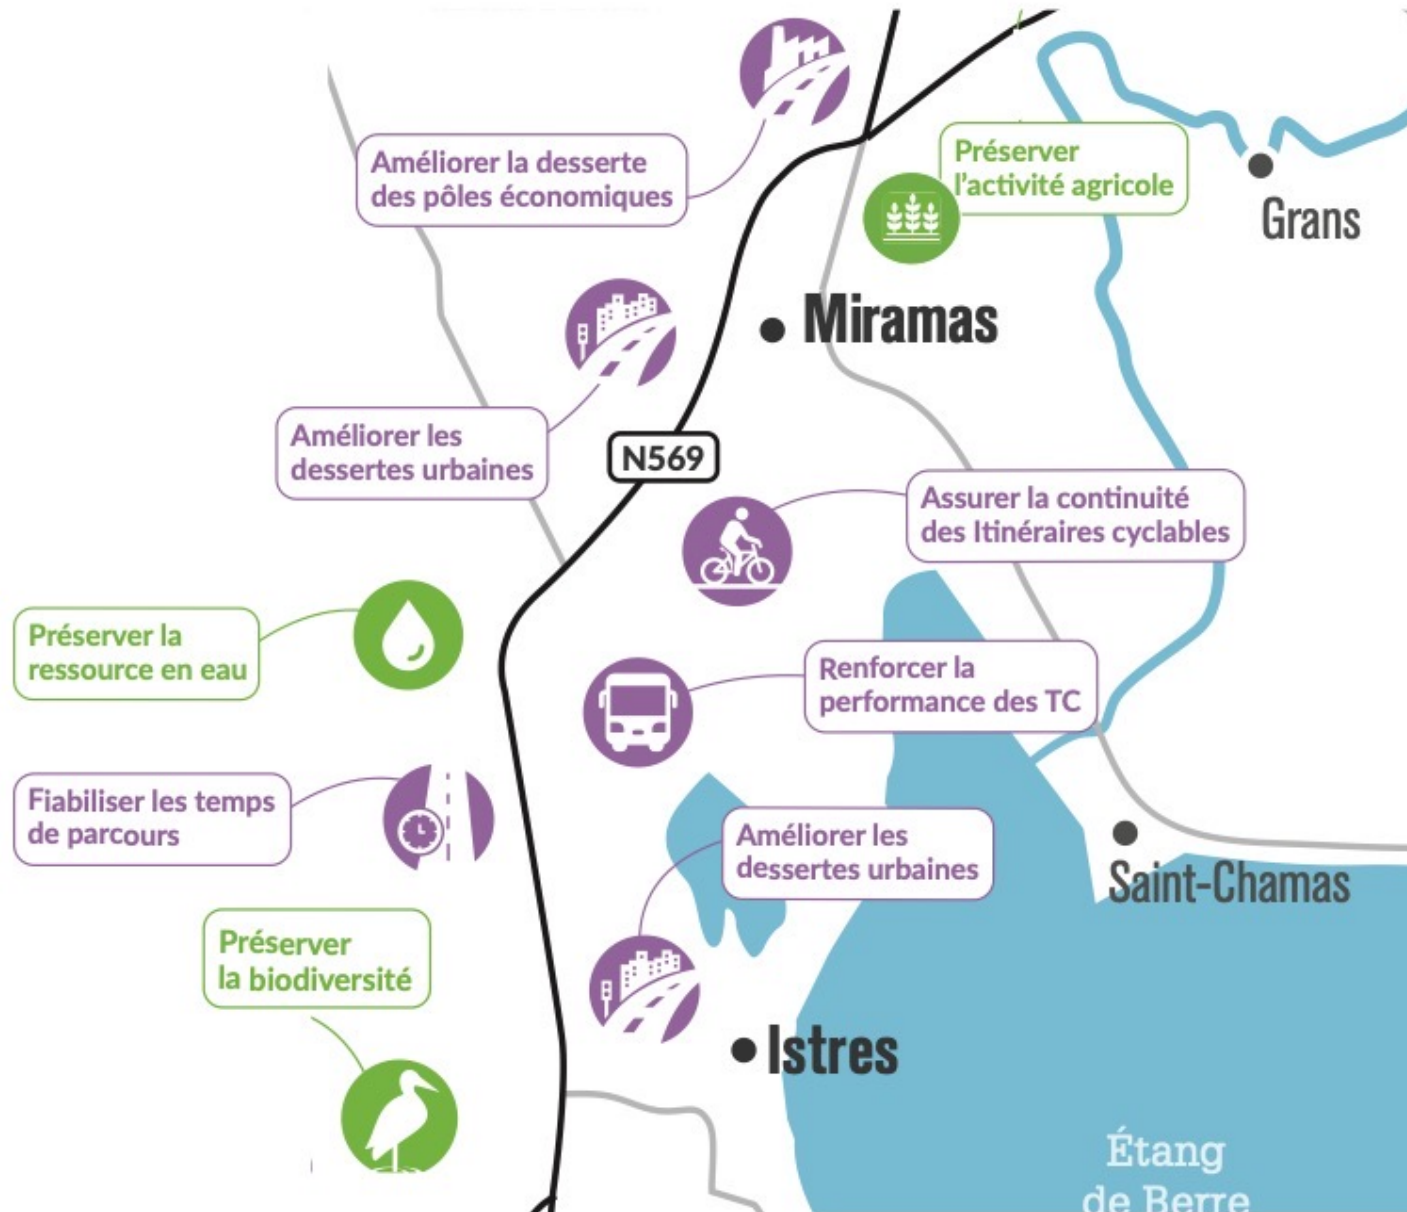 Améliorer la desserte
des pôles économiques
Préserver
l'activité agricole
Grans
Miramas
Améliorer les
dessertes urbaines
N569
Assurer la continuité
des Itinéraires cyclables
Préserver la
ressource en eau
Renforcer la
performance des TC
Fiabiliser les temps
de parcours
Améliorer les
dessertes urbaines
Saint-Chamas
Préserver
la biodiversité
Istres
Étang
de Berre